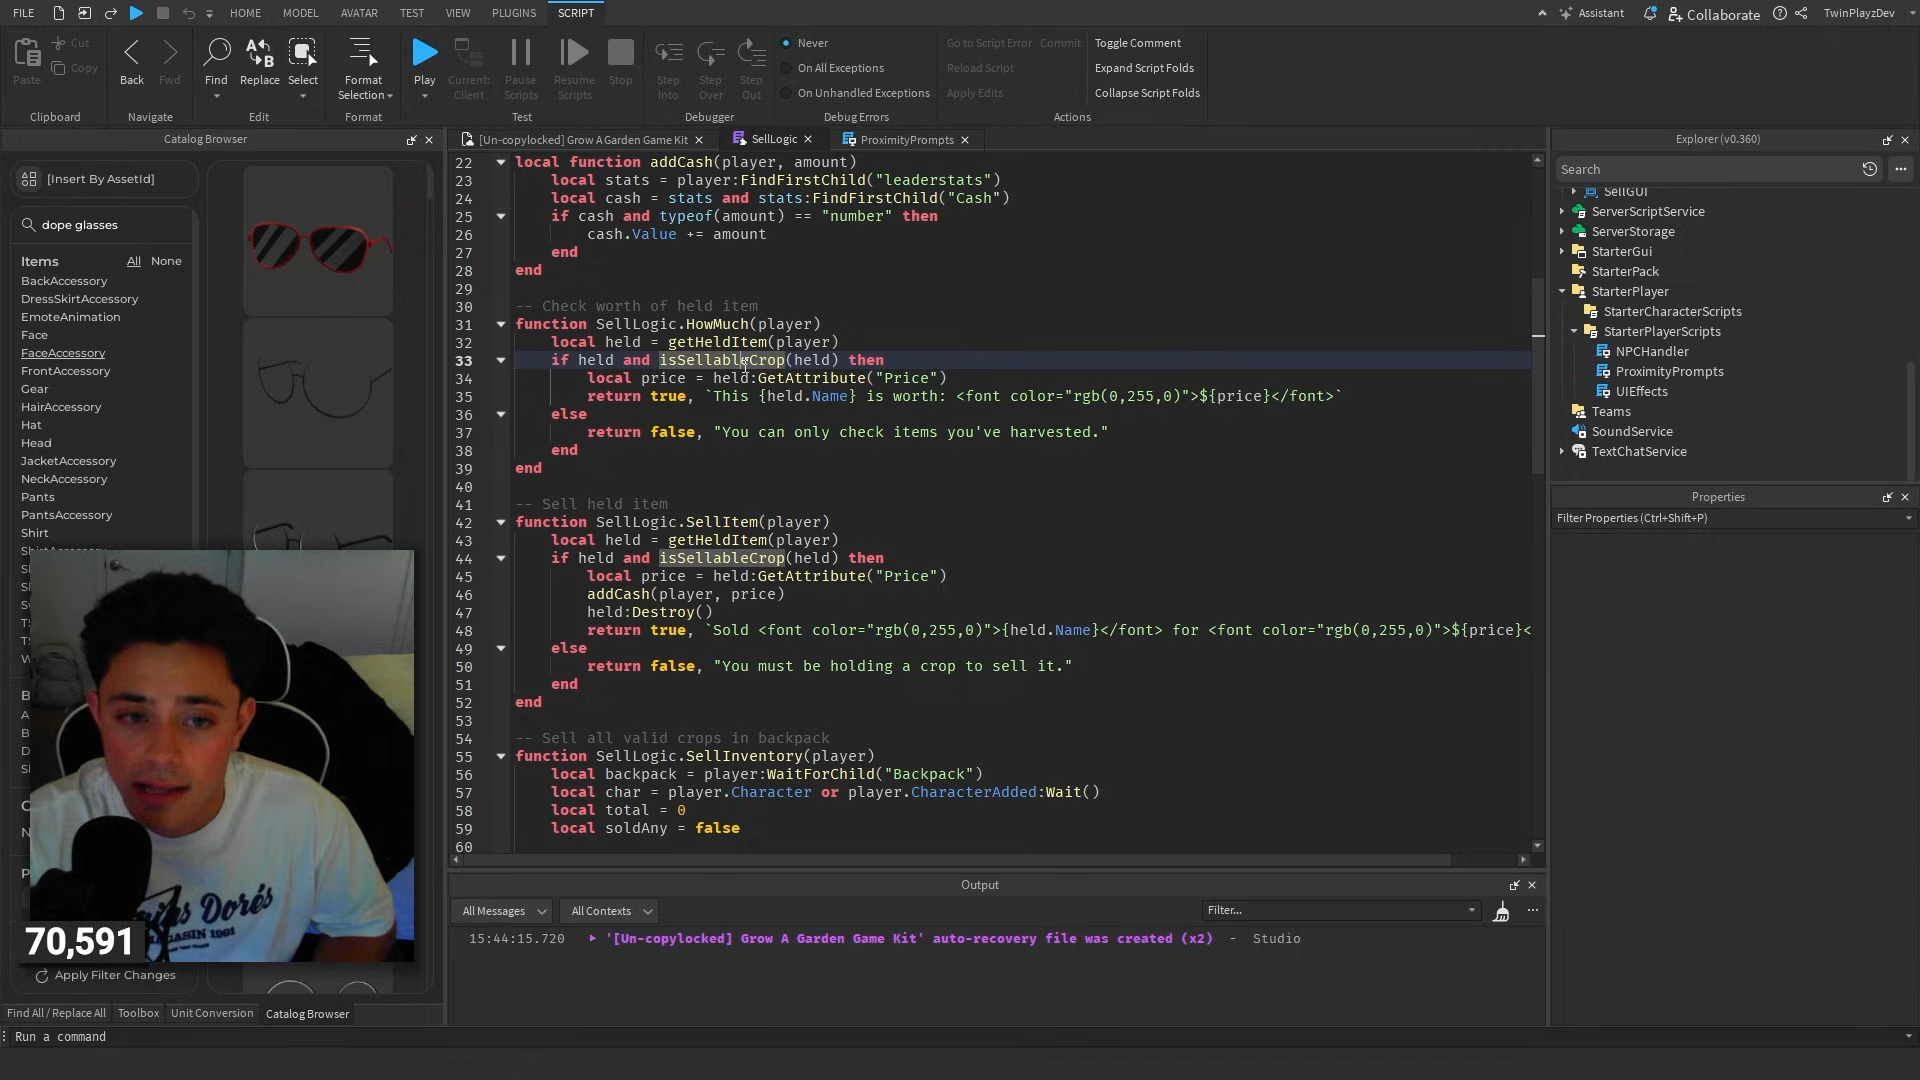 FILE
HOME
MODEL
AVATAR
TEST
VIEW
PLUGINS
SCRIPT
Assistant
Collaborate
TwinPlayzDev
Paste
Cut
Copy
Clipboard
Back
Fwd
Navigate
Find
Replace
Select
Edit
Format
Selection
Format
Play
Current:
Client
Pause
Scripts
Resume
Scripts
Stop
Test
Step
Into
Step
Over
Step
Out
Debugger
Never
On All Exceptions
On Unhandled Exceptions
Debug Errors
Go to Script Error
Commit
Reload Script
Apply Edits
Toggle Comment
Expand Script Folds
Collapse Script Folds
Actions
Catalog Browser
[Insert By AssetId]
dope glasses
Items
All
None
BackAccessory
DressSkirtAccessory
EmoteAnimation
Face
FaceAccessory
FrontAccessory
Gear
HairAccessory
Hat
Head
JacketAccessory
NeckAccessory
Pants
PantsAccessory
Shirt
70,591
Dorés
GASIN 1991
Apply Filter Changes
Find All / Replace All
Toolbox
Unit Conversion
Catalog Browser
Run a command
[Un-copylocked] Grow A Garden Game Kit
SellLogic
ProximityPrompts
22 local function addCash(player, amount)
23 local stats = player:FindFirstChild("leaderstats")
24 local cash = stats and stats:FindFirstChild("Cash")
25 if cash and typeof(amount) == "number" then
26 cash.Value += amount
27 end
28 end
29
30 -- Check worth of held item
31 function SellLogic.HowMuch(player)
32 local held = getHeldItem(player)
33 if held and isSellableCrop(held) then
34 local price = held:GetAttribute("Price")
35 return true, `This {held.Name} is worth: <font color="rgb(0,255,0)">${price}</font>`
36 else
37 return false, "You can only check items you've harvested."
38 end
39 end
40
41 -- Sell held item
42 function SellLogic.SellItem(player)
43 local held = getHeldItem(player)
44 if held and isSellableCrop(held) then
45 local price = held:GetAttribute("Price")
46 addCash(player, price)
47 held:Destroy()
48 return true, `Sold <font color="rgb(0,255,0)">{held.Name}</font> for <font color="rgb(0,255,0)">${price}<
49 else
50 return false, "You must be holding a crop to sell it."
51 end
52 end
53
54 -- Sell all valid crops in backpack
55 function SellLogic.SellInventory(player)
56 local backpack = player:WaitForChild("Backpack")
57 local char = player.Character or player.CharacterAdded:Wait()
58 local total = 0
59 local soldAny = false
60
Output
All Messages
All Contexts
Filter...
15:44:15.720 '[Un-copylocked] Grow A Garden Game Kit' auto-recovery file was created (x2) - Studio
Explorer (v0.360)
Search
SellGUI
ServerScriptService
ServerStorage
StarterGui
StarterPack
StarterPlayer
StarterCharacterScripts
StarterPlayerScripts
NPCHandler
ProximityPrompts
UIEffects
Teams
SoundService
TextChatService
Properties
Filter Properties (Ctrl+Shift+P)